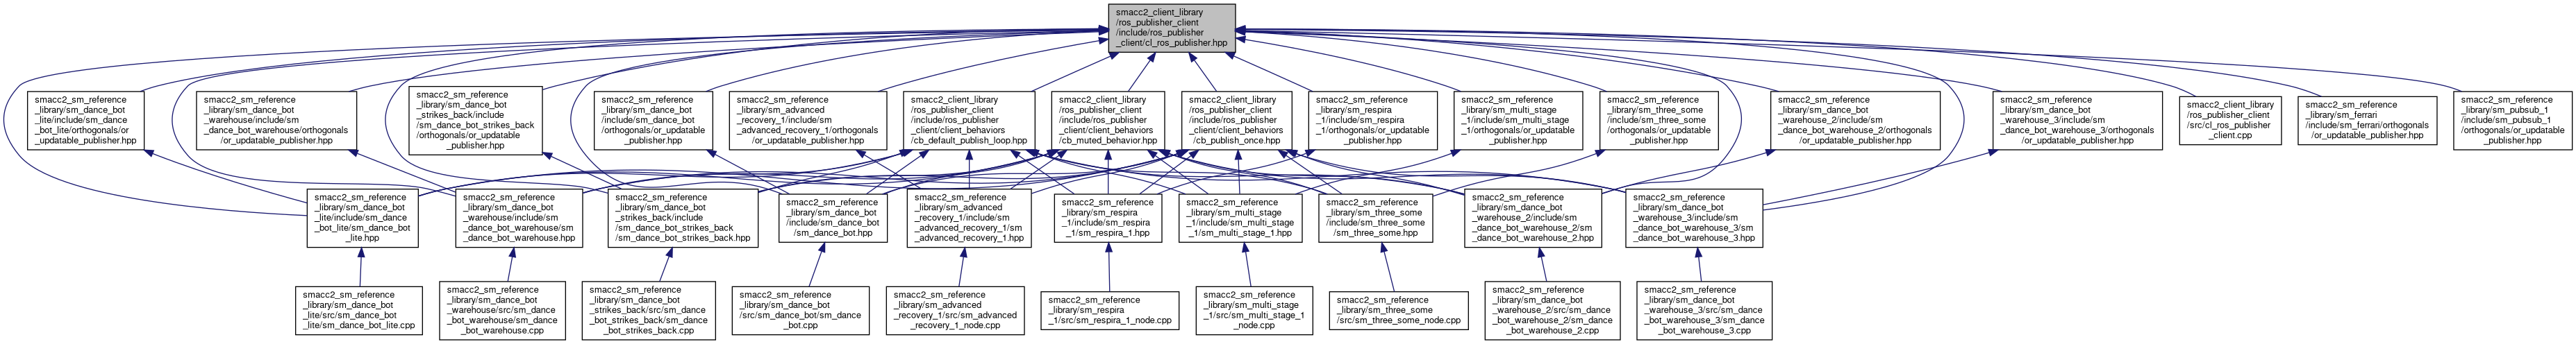 smacc2_client_library
/ros_publisher_client
/include/ros_publisher
_client/cl_ros_publisher.hpp
smacc2_sm_reference
_library/sm_dance_bot
_lite/include/sm_dance
_bot_lite/orthogonals/or
_updatable_publisher.hpp
smacc2_sm_reference
_library/sm_dance_bot
_warehouse/include/sm
_dance_bot_warehouse/orthogonals
/or_updatable_publisher.hpp
smacc2_sm_reference
_library/sm_dance_bot
_strikes_back/include
/sm_dance_bot_strikes_back
/orthogonals/or_updatable
_publisher.hpp
smacc2_sm_reference
_library/sm_dance_bot
/include/sm_dance_bot
/orthogonals/or_updatable
_publisher.hpp
smacc2_sm_reference
_library/sm_advanced
_recovery_1/include/sm
_advanced_recovery_1/orthogonals
/or_updatable_publisher.hpp
smacc2_client_library
/ros_publisher_client
/include/ros_publisher
_client/client_behaviors
/cb_default_publish_loop.hpp
smacc2_client_library
/ros_publisher_client
/include/ros_publisher
_client/client_behaviors
/cb_muted_behavior.hpp
smacc2_client_library
/ros_publisher_client
/include/ros_publisher
_client/client_behaviors
/cb_publish_once.hpp
smacc2_sm_reference
_library/sm_respira
_1/include/sm_respira
_1/orthogonals/or_updatable
_publisher.hpp
smacc2_sm_reference
_library/sm_multi_stage
_1/include/sm_multi_stage
_1/orthogonals/or_updatable
_publisher.hpp
smacc2_sm_reference
_library/sm_three_some
/include/sm_three_some
/orthogonals/or_updatable
_publisher.hpp
smacc2_sm_reference
_library/sm_dance_bot
_warehouse_2/include/sm
_dance_bot_warehouse_2/orthogonals
/or_updatable_publisher.hpp
smacc2_sm_reference
_library/sm_dance_bot
_warehouse_3/include/sm
_dance_bot_warehouse_3/orthogonals
/or_updatable_publisher.hpp
smacc2_client_library
/ros_publisher_client
/src/cl_ros_publisher
_client.cpp
smacc2_sm_reference
_library/sm_ferrari
/include/sm_ferrari/orthogonals
/or_updatable_publisher.hpp
smacc2_sm_reference
_library/sm_pubsub_1
/include/sm_pubsub_1
/orthogonals/or_updatable
_publisher.hpp
smacc2_sm_reference
_library/sm_dance_bot
_lite/include/sm_dance
_bot_lite/sm_dance_bot
_lite.hpp
smacc2_sm_reference
_library/sm_dance_bot
_warehouse/include/sm
_dance_bot_warehouse/sm
_dance_bot_warehouse.hpp
smacc2_sm_reference
_library/sm_dance_bot
_strikes_back/include
/sm_dance_bot_strikes_back
/sm_dance_bot_strikes_back.hpp
smacc2_sm_reference
_library/sm_dance_bot
/include/sm_dance_bot
/sm_dance_bot.hpp
smacc2_sm_reference
_library/sm_advanced
_recovery_1/include/sm
_advanced_recovery_1/sm
_advanced_recovery_1.hpp
smacc2_sm_reference
_library/sm_respira
_1/include/sm_respira
_1/sm_respira_1.hpp
smacc2_sm_reference
_library/sm_multi_stage
_1/include/sm_multi_stage
_1/sm_multi_stage_1.hpp
smacc2_sm_reference
_library/sm_three_some
/include/sm_three_some
/sm_three_some.hpp
smacc2_sm_reference
_library/sm_dance_bot
_warehouse_2/include/sm
_dance_bot_warehouse_2/sm
_dance_bot_warehouse_2.hpp
smacc2_sm_reference
_library/sm_dance_bot
_warehouse_3/include/sm
_dance_bot_warehouse_3/sm
_dance_bot_warehouse_3.hpp
smacc2_sm_reference
_library/sm_dance_bot
_lite/src/sm_dance_bot
_lite/sm_dance_bot_lite.cpp
smacc2_sm_reference
_library/sm_dance_bot
_warehouse/src/sm_dance
_bot_warehouse/sm_dance
_bot_warehouse.cpp
smacc2_sm_reference
_library/sm_dance_bot
_strikes_back/src/sm_dance
_bot_strikes_back/sm_dance
_bot_strikes_back.cpp
smacc2_sm_reference
_library/sm_dance_bot
/src/sm_dance_bot/sm_dance
_bot.cpp
smacc2_sm_reference
_library/sm_advanced
_recovery_1/src/sm_advanced
_recovery_1_node.cpp
smacc2_sm_reference
_library/sm_respira
_1/src/sm_respira_1_node.cpp
smacc2_sm_reference
_library/sm_multi_stage
_1/src/sm_multi_stage_1
_node.cpp
smacc2_sm_reference
_library/sm_three_some
/src/sm_three_some_node.cpp
smacc2_sm_reference
_library/sm_dance_bot
_warehouse_2/src/sm_dance
_bot_warehouse_2/sm_dance
_bot_warehouse_2.cpp
smacc2_sm_reference
_library/sm_dance_bot
_warehouse_3/src/sm_dance
_bot_warehouse_3/sm_dance
_bot_warehouse_3.cpp